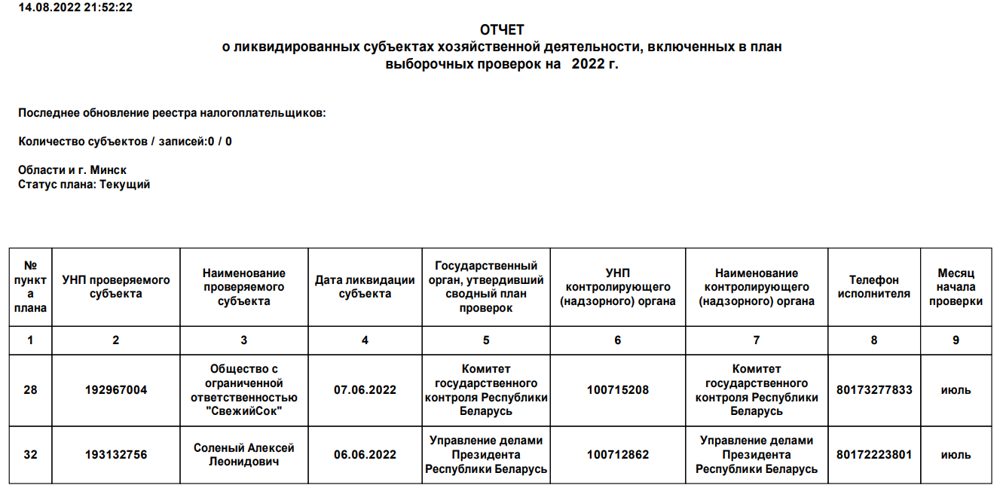 14.08.2022 21:52:22
ОТЧЕТ
о ликвидированных субъектах хозяйственной деятельности, включенных в план
выборочных проверок на 2022 г.
Последнее обновление реестра налогоплательщиков:
Количество субъектов / записей:0 / 0
Области и г. Минск
Статус плана: Текущий
№
пункт
а
плана
УНП проверяемого
субъекта
Наименование
проверяемого
субъекта
Дата ликвидации
субъекта
Государственный
орган, утвердивший
сводный план
проверок
УНП
контролирующего
(надзорного) органа
Наименование
контролирующего
(надзорного) органа
Телефон
исполнителя
Месяц
начала
проверки
1
2
3
4
5
6
7
8
9
28
192967004
Общество с
ограниченной
ответственностью
"СвежийСок"
07.06.2022
Комитет
государственного
контроля Республики
Беларусь
100715208
Комитет
государственного
контроля Республики
Беларусь
80173277833
июль
32
193132756
Соленый Алексей
Леонидович
06.06.2022
Управление делами
Президента
Республики Беларусь
100712862
Управление делами
Президента
Республики Беларусь
80172223801
июль